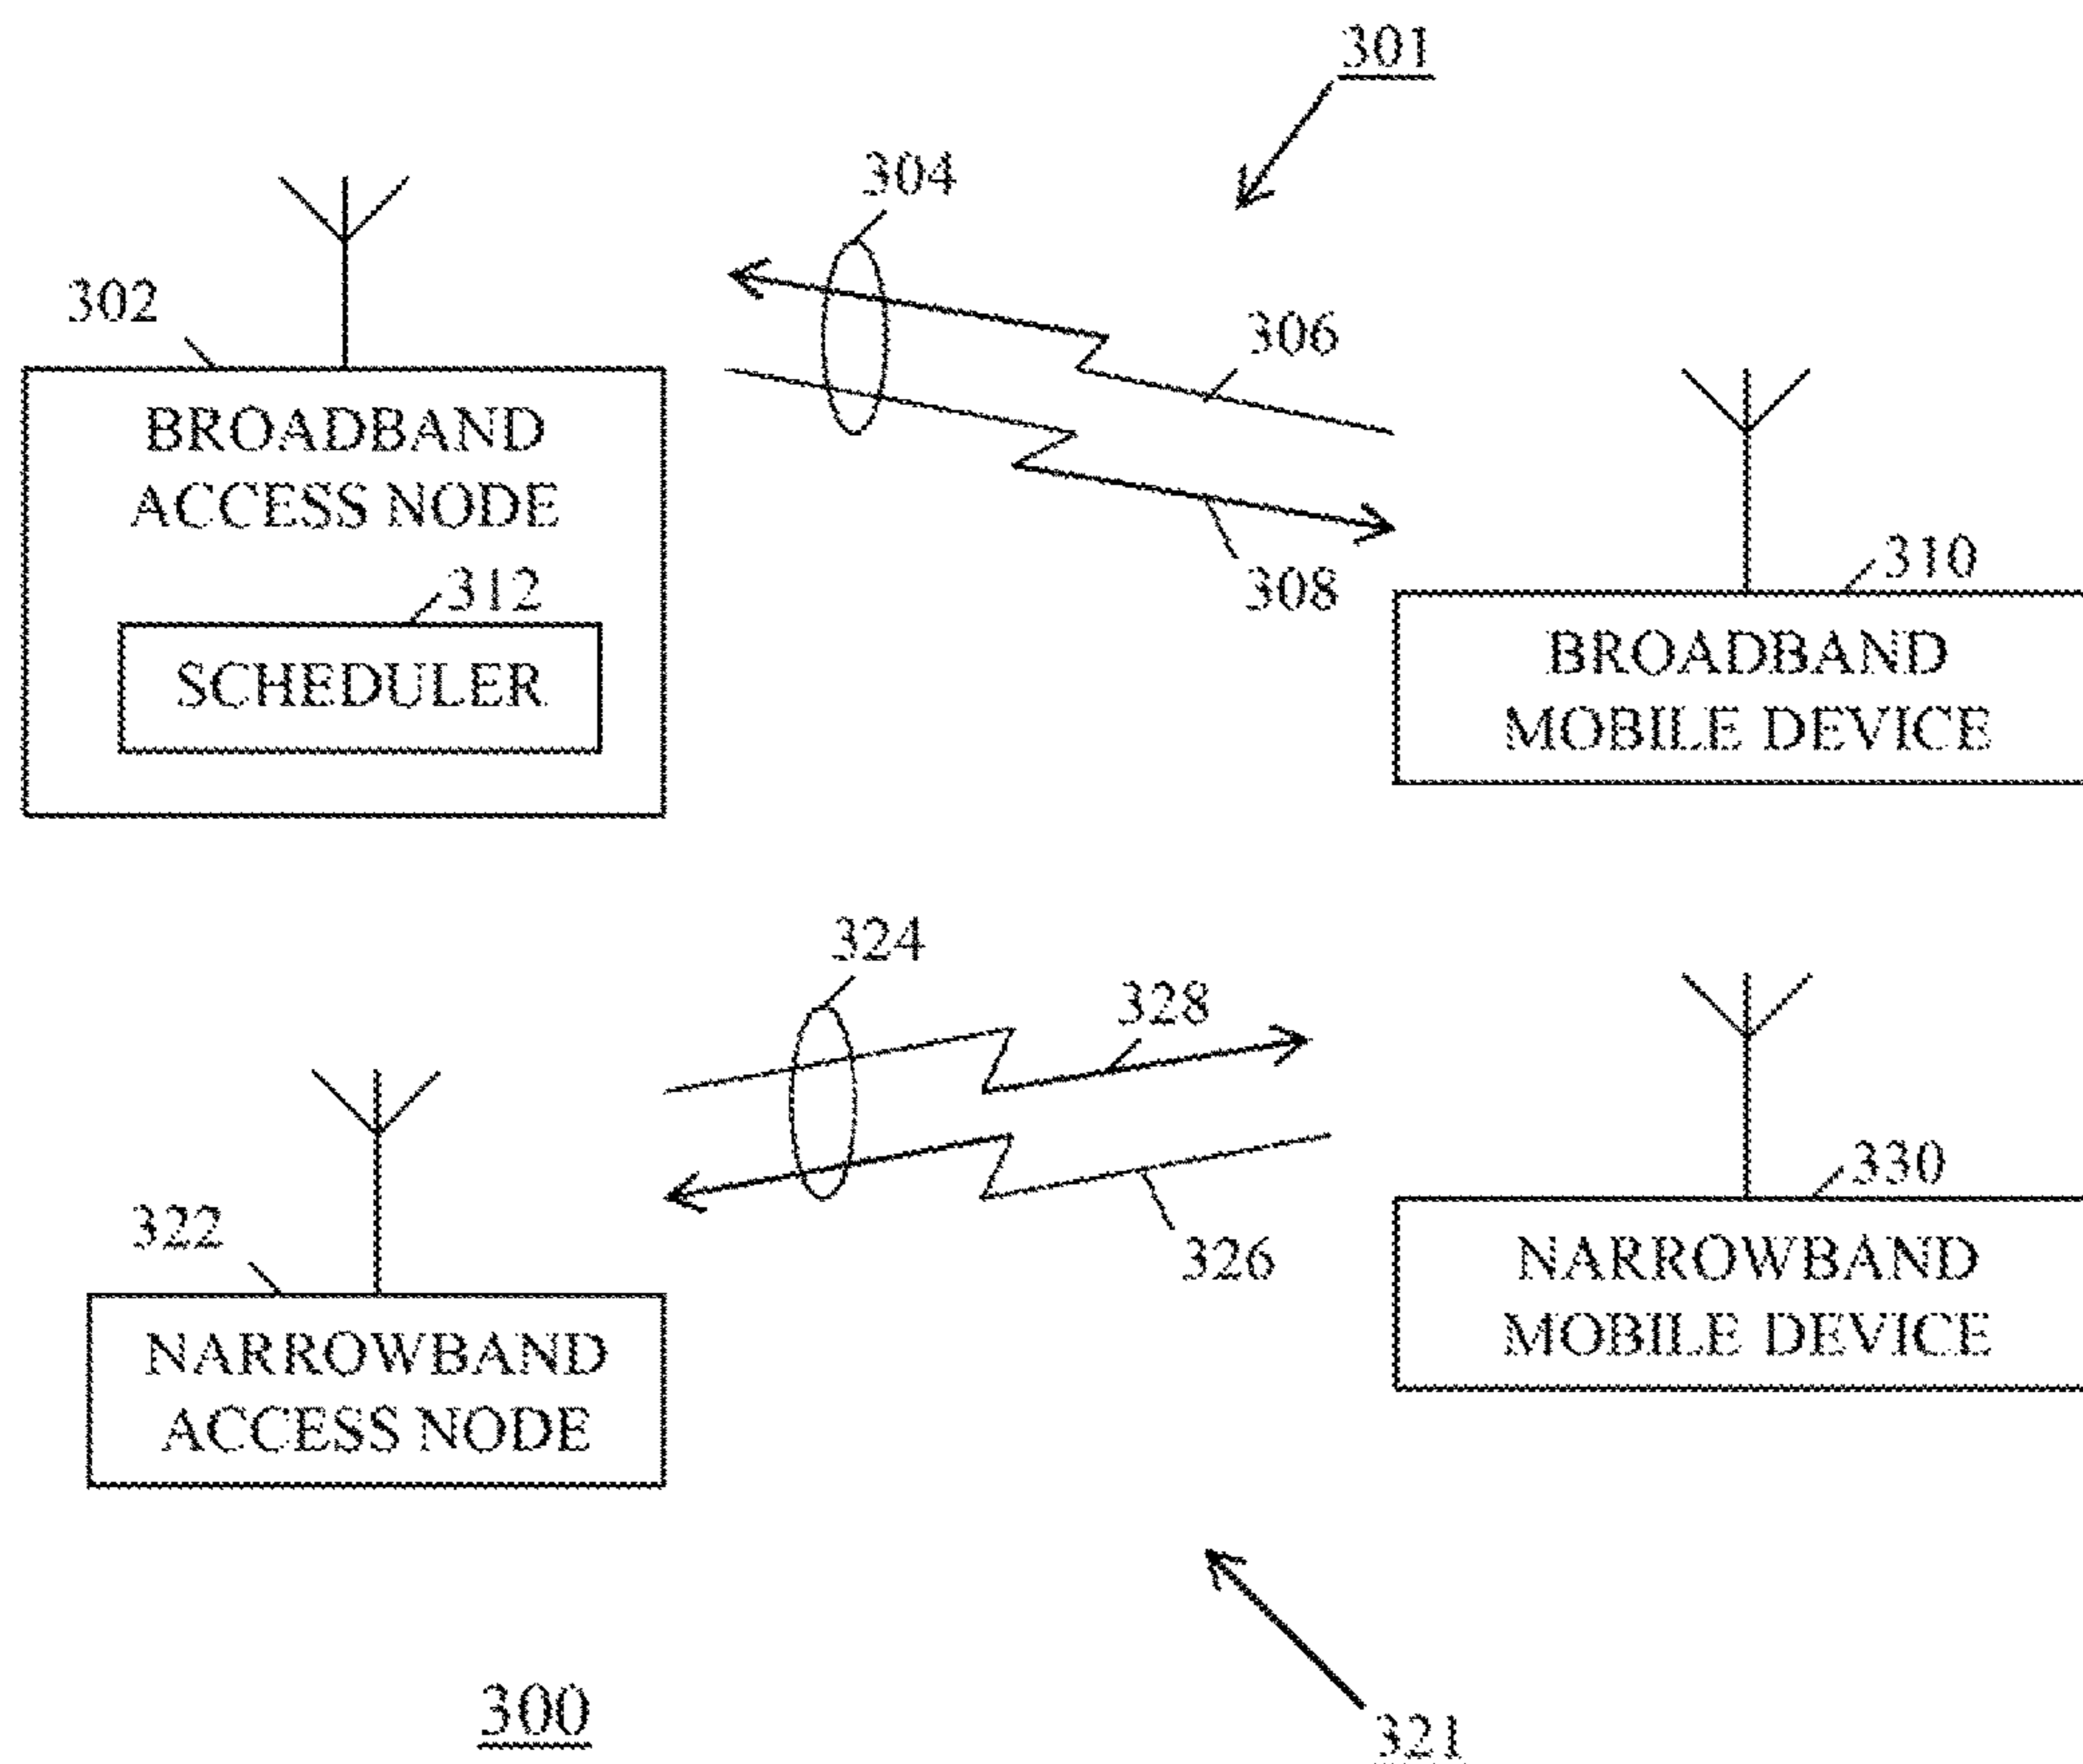 301
304
302
306
BROADBAND
ACCESS NODE
308
310
312
SCHEDULER
BROADBAND
MOBILE DEVICE
324
328
322
326
330
NARROWBAND
MOBILE DEVICE
NARROWBAND
ACCESS NODE
300
321